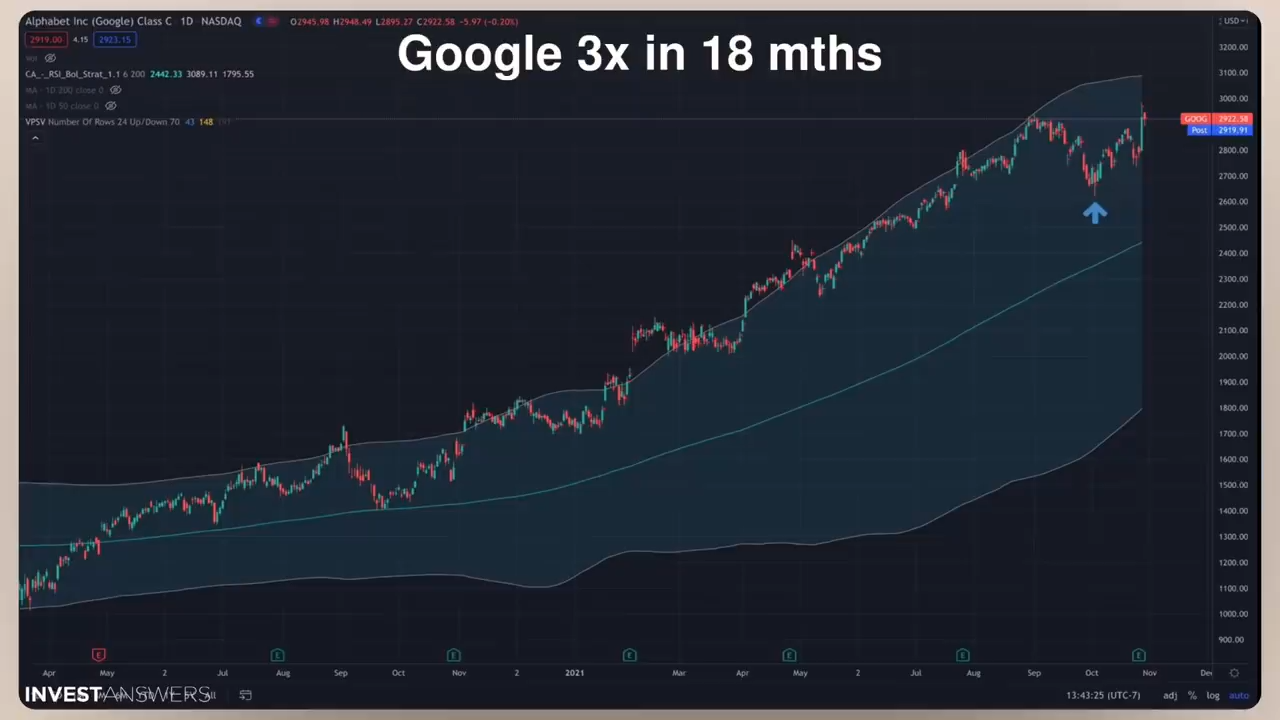 Alphabet Inc (Google) Class C 1D NASDAQ O2945.98 H2948.49 L2895.27 C2922.58 -5.97 (-0.20%)
USD
Google 3x in 18 mths
2919.00 4.15 2923.15
Vol
CA_-_RSI_Bol_Strat_1.1 6 200 2442.33 3089.11 1795.55
MA - 1D 200 close 0
MA - 1D 50 close 0
VPSV Number Of Rows 24 Up/Down 70 43 148
3200.00
3100.00
3000.00
GOOG 2922.58
Post 2919.91
2800.00
2700.00
2600.00
2500.00
2400.00
2300.00
2200.00
2100.00
2000.00
1900.00
1800.00
1700.00
1600.00
1500.00
1400.00
1300.00
1200.00
1100.00
1000.00
900.00
E E E E E E E
Apr May 2 Jul Aug Sep Oct Nov 2 2021 Mar Apr May 2 Jul Aug Sep Oct Nov Dec
INVESTANSWERS All 13:43:25 (UTC-7) adj % log auto